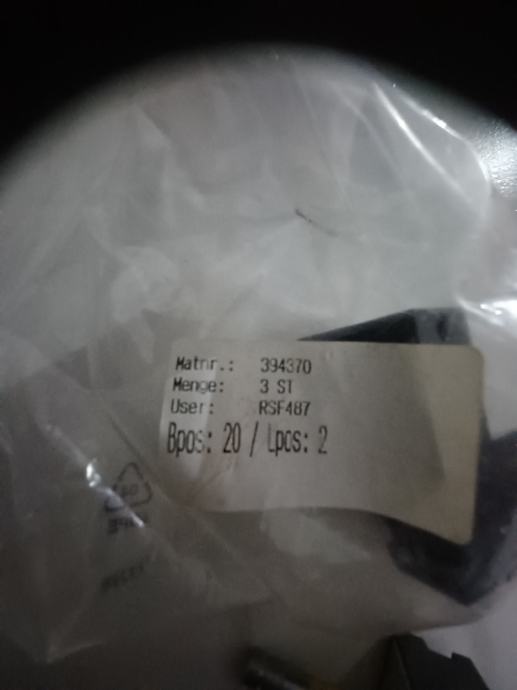 Matnr.: 394370
Menge: 3 ST
User: RSF487
Bpos: 20 / Lpos: 2